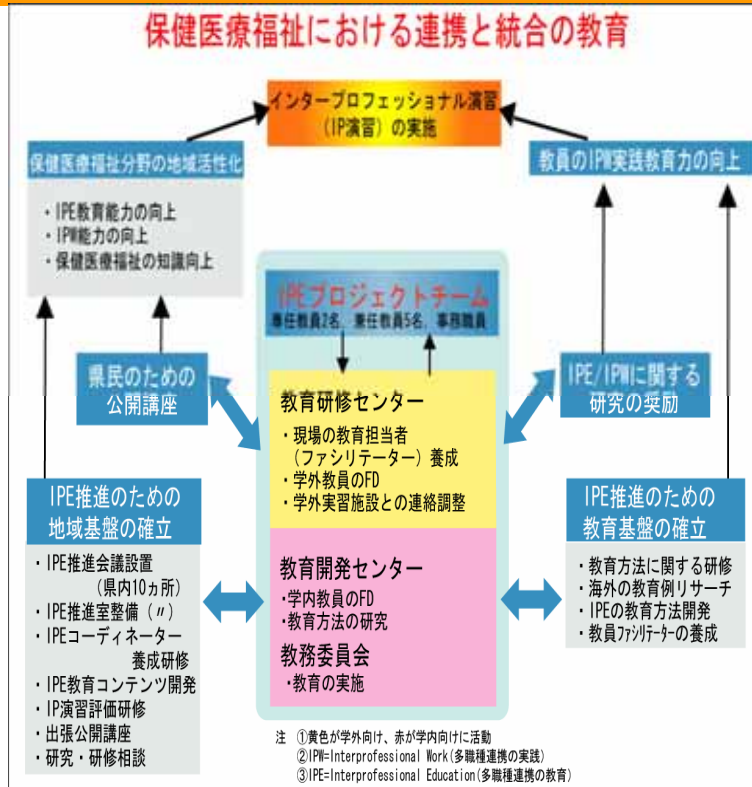 保健医療福祉における連携と統合の教育
インタープロフェッショナル演習
(IP演習)の実施
保健医療福祉分野の地域活性化
・IPE教育能力の向上
・IPW能力の向上
・保健医療福祉の知識向上
教員のIPW実践教育力の向上
IPEプロジェクトチーム
専任教員2名、兼任教員5名、事務職員
県民のための
公開講座
教育研修センター
・現場の教育担当者
(ファシリテーター)養成
・学外教員のFD
・学外実習施設との連絡調整
IPE/IPWに関する
研究の奨励
IPE推進のための
地域基盤の確立
・IPE推進会議設置
(県内10ヵ所)
・IPE推進室整備(〃)
・IPEコーディネーター
養成研修
・IPE教育コンテンツ開発
・IP演習評価研修
・出張公開講座
・研究・研修相談
教育開発センター
・学内教員のFD
・教育方法の研究
教務委員会
・教育の実施
IPE推進のための
教育基盤の確立
・教育方法に関する研修
・海外の教育例リサーチ
・IPEの教育方法開発
・教員ファシリテーターの養成
注 ①黄色が学外向け、赤が学内向けに活動
②IPW=Interprofessional Work(多職種連携の実践)
③IPE=Interprofessional Education(多職種連携の教育)